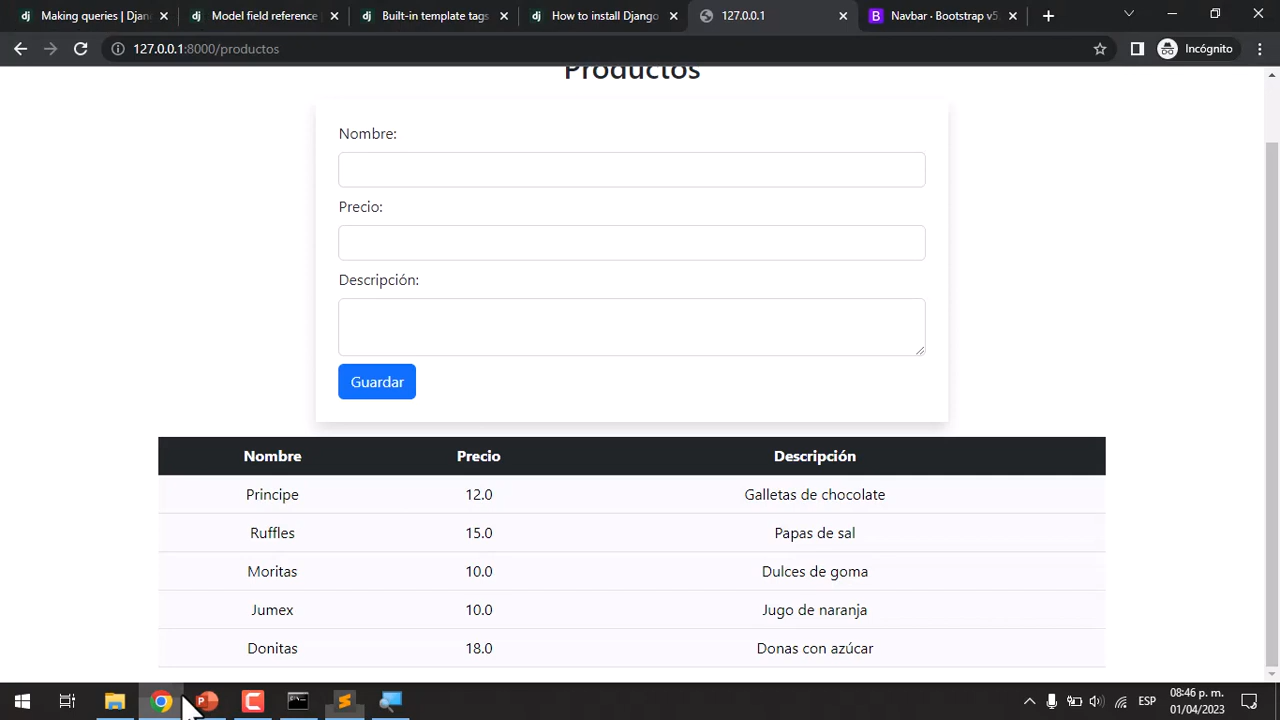 Making queries | Djan
Model field reference
Built-in template tags
How to install Django
127.0.0.1
Navbar · Bootstrap v5
127.0.0.1:8000/productos
Incógnito
Productos
Nombre:
Precio:
Descripción:
Guardar
Nombre Precio Descripción
Principe 12.0 Galletas de chocolate
Ruffles 15.0 Papas de sal
Moritas 10.0 Dulces de goma
Jumex 10.0 Jugo de naranja
Donitas 18.0 Donas con azúcar
ESP
08:46 p. m.
01/04/2023